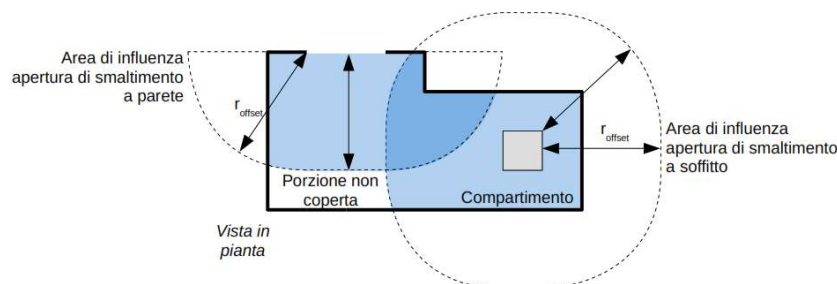 Area di influenza
apertura di smaltimento
a parete
r offset
r offset
Area di influenza
apertura di smaltimento
a soffitto
Porzione non
coperta
Compartimento
Vista in
pianta